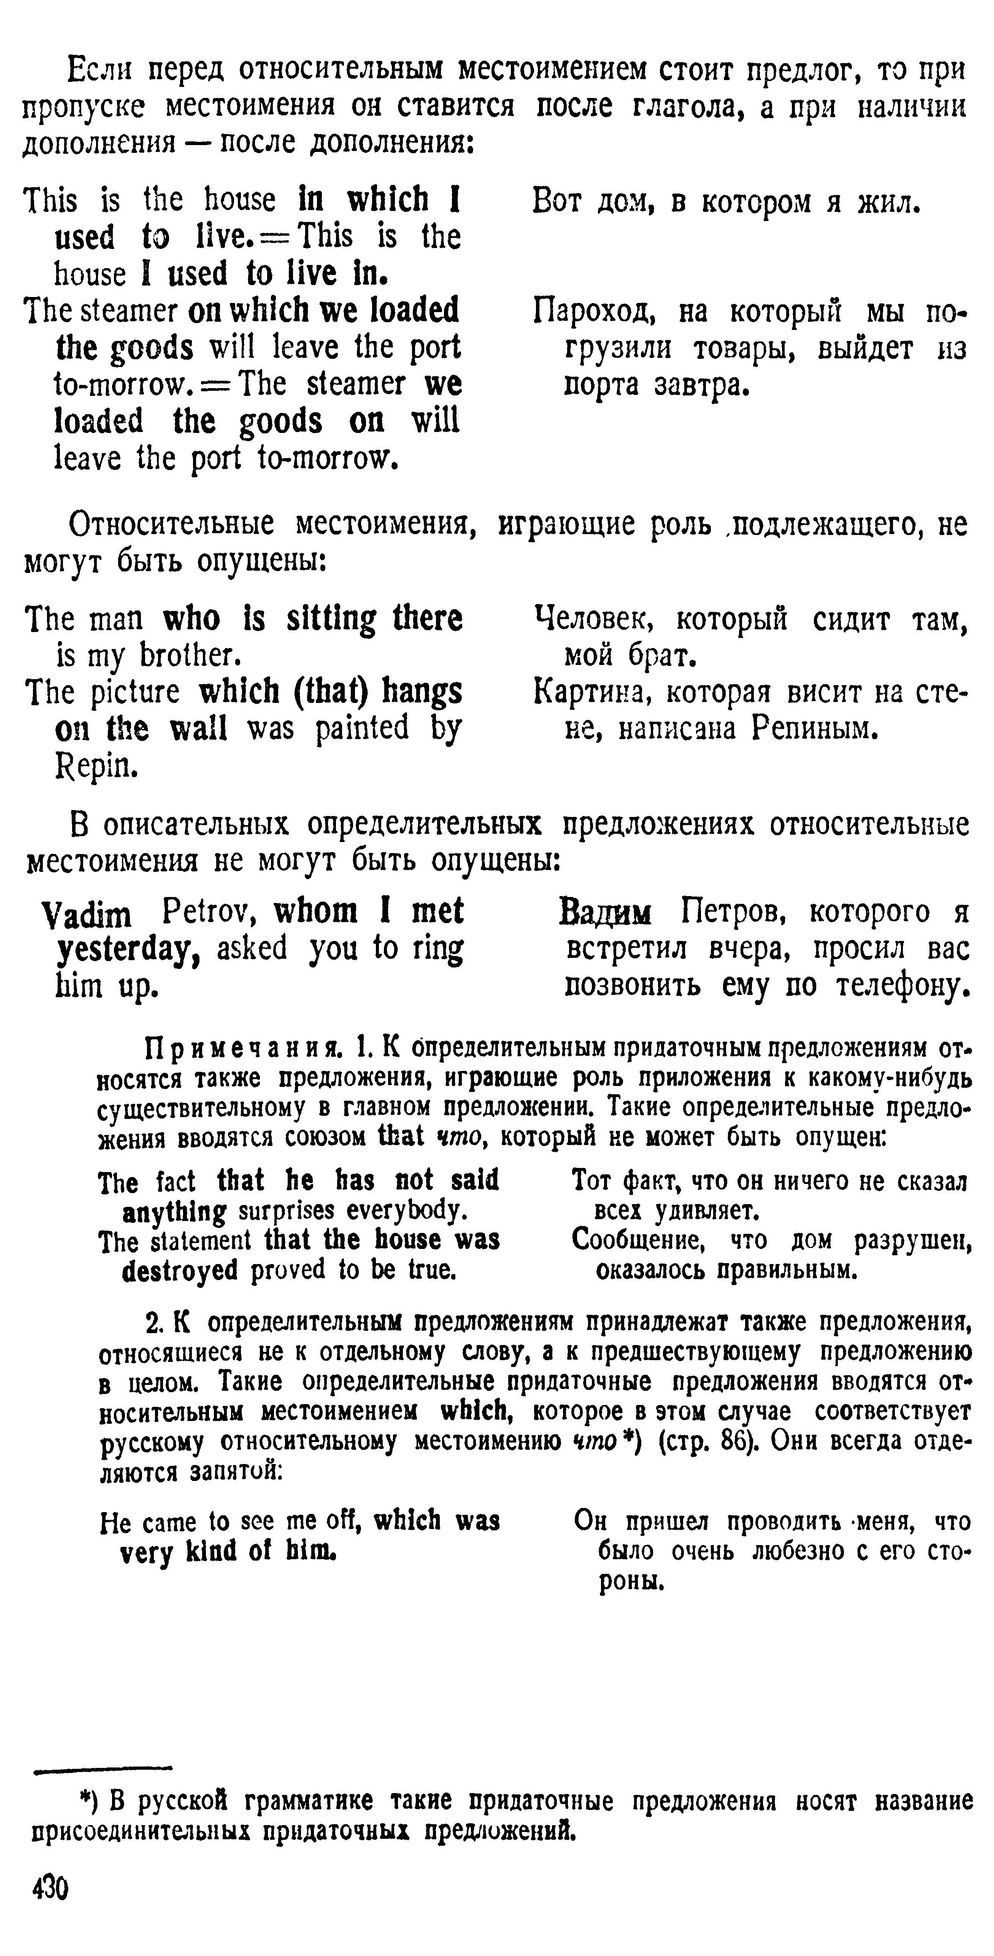 Если перед относительным местоимением стоит предлог, то при
пропуске местоимения он ставится после глагола, а при наличии
дополнения — после дополнения:
This is the house in which I
used to live. = This is the
house I used to live in.
Вот дом, в котором я жил.
The steamer on which we loaded
the goods will leave the port
to-morrow. = The steamer we
loaded the goods on will
leave the port to-morrow.
Пароход, на который мы по-
грузили товары, выйдет из
порта завтра.
Относительные местоимения, играющие роль подлежащего, не
могут быть опущены:
The man who is sitting there
is my brother.
Человек, который сидит там,
мой брат.
The picture which (that) hangs
on the wall was painted by
Repin.
Картина, которая висит на сте-
не, написана Репиным.
В описательных определительных предложениях относительные
местоимения не могут быть опущены:
Vadim Petrov, whom I met
yesterday, asked you to ring
him up.
Вадим Петров, которого я
встретил вчера, просил вас
позвонить ему по телефону.
Примечания. 1. К определительным придаточным предложениям от-
носятся также предложения, играющие роль приложения к какому-нибудь
существительному в главном предложении. Такие определительные предло-
жения вводятся союзом that что, который не может быть опущен:
The fact that he has not said
anything surprises everybody.
Тот факт, что он ничего не сказал
всех удивляет.
The statement that the house was
destroyed proved to be true.
Сообщение, что дом разрушен,
оказалось правильным.
2. К определительным предложениям принадлежат также предложения,
относящиеся не к отдельному слову, а к предшествующему предложению
в целом. Такие определительные придаточные предложения вводятся от-
носительным местоимением which, которое в этом случае соответствует
русскому относительному местоимению что *) (стр. 86). Они всегда отде-
ляются запятой:
He came to see me off, which was
very kind of him.
Он пришел проводить меня, что
было очень любезно с его сто-
роны.
*) В русской грамматике такие придаточные предложения носят название
присоединительных придаточных предложений.
430